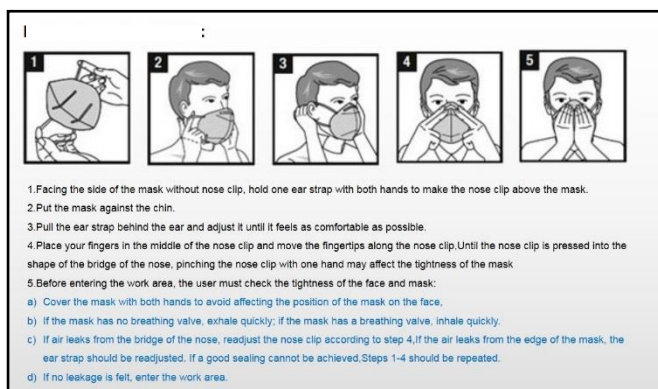 :
1 2 3 4 5
1.Facing the side of the mask without nose clip, hold one ear strap with both hands to make the nose clip above the mask.
2.Put the mask against the chin.
3.Pull the ear strap behind the ear and adjust it until it feels as comfortable as possible.
4.Place your fingers in the middle of the nose clip and move the fingertips along the nose clip,Until the nose clip is pressed into the
shape of the bridge of the nose, pinching the nose clip with one hand may affect the tightness of the mask
5.Before entering the work area, the user must check the tightness of the face and mask:
a) Cover the mask with both hands to avoid affecting the position of the mask on the face,
b) If the mask has no breathing valve, exhale quickly; if the mask has a breathing valve, inhale quickly.
c) If air leaks from the bridge of the nose, readjust the nose clip according to step 4,If the air leaks from the edge of the mask, the
ear strap should be readjusted. If a good sealing cannot be achieved,Steps 1-4 should be repeated.
d) If no leakage is felt, enter the work area.